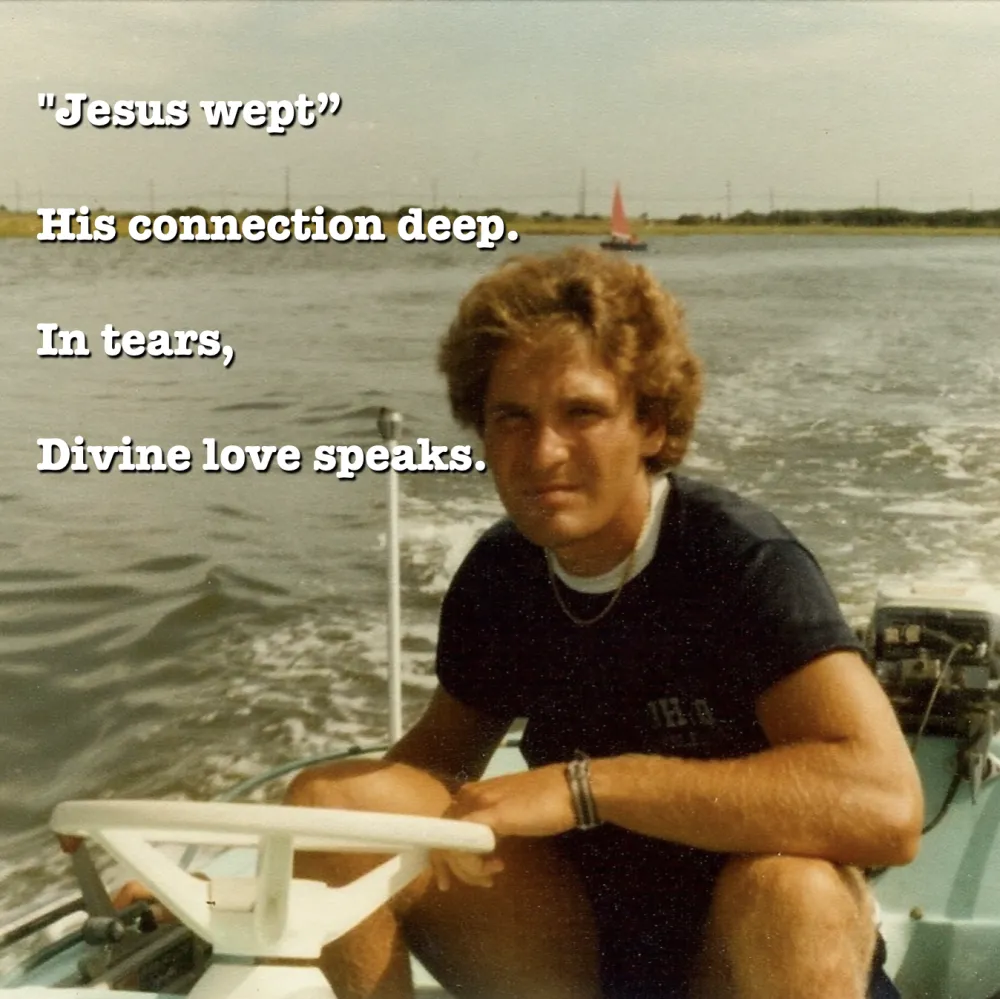 "Jesus wept”
His connection deep.
In tears,
Divine love speaks.